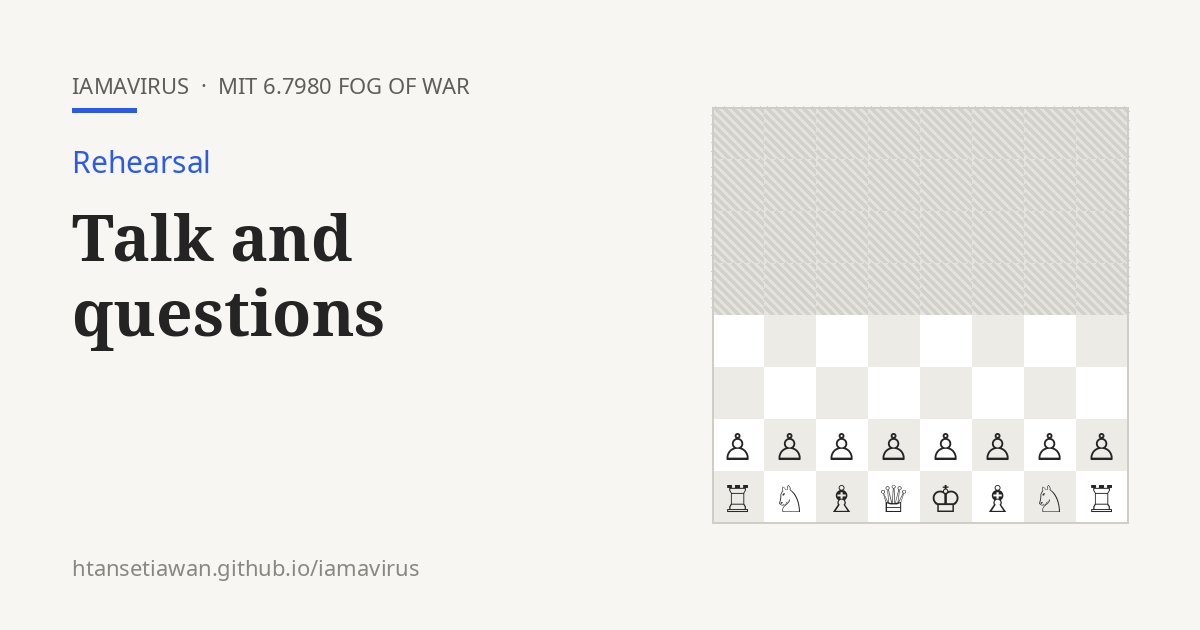 IAMAVIRUS · MIT 6.7980 FOG OF WAR
Rehearsal
Talk and
questions
htansetiawan.github.io/iamavirus